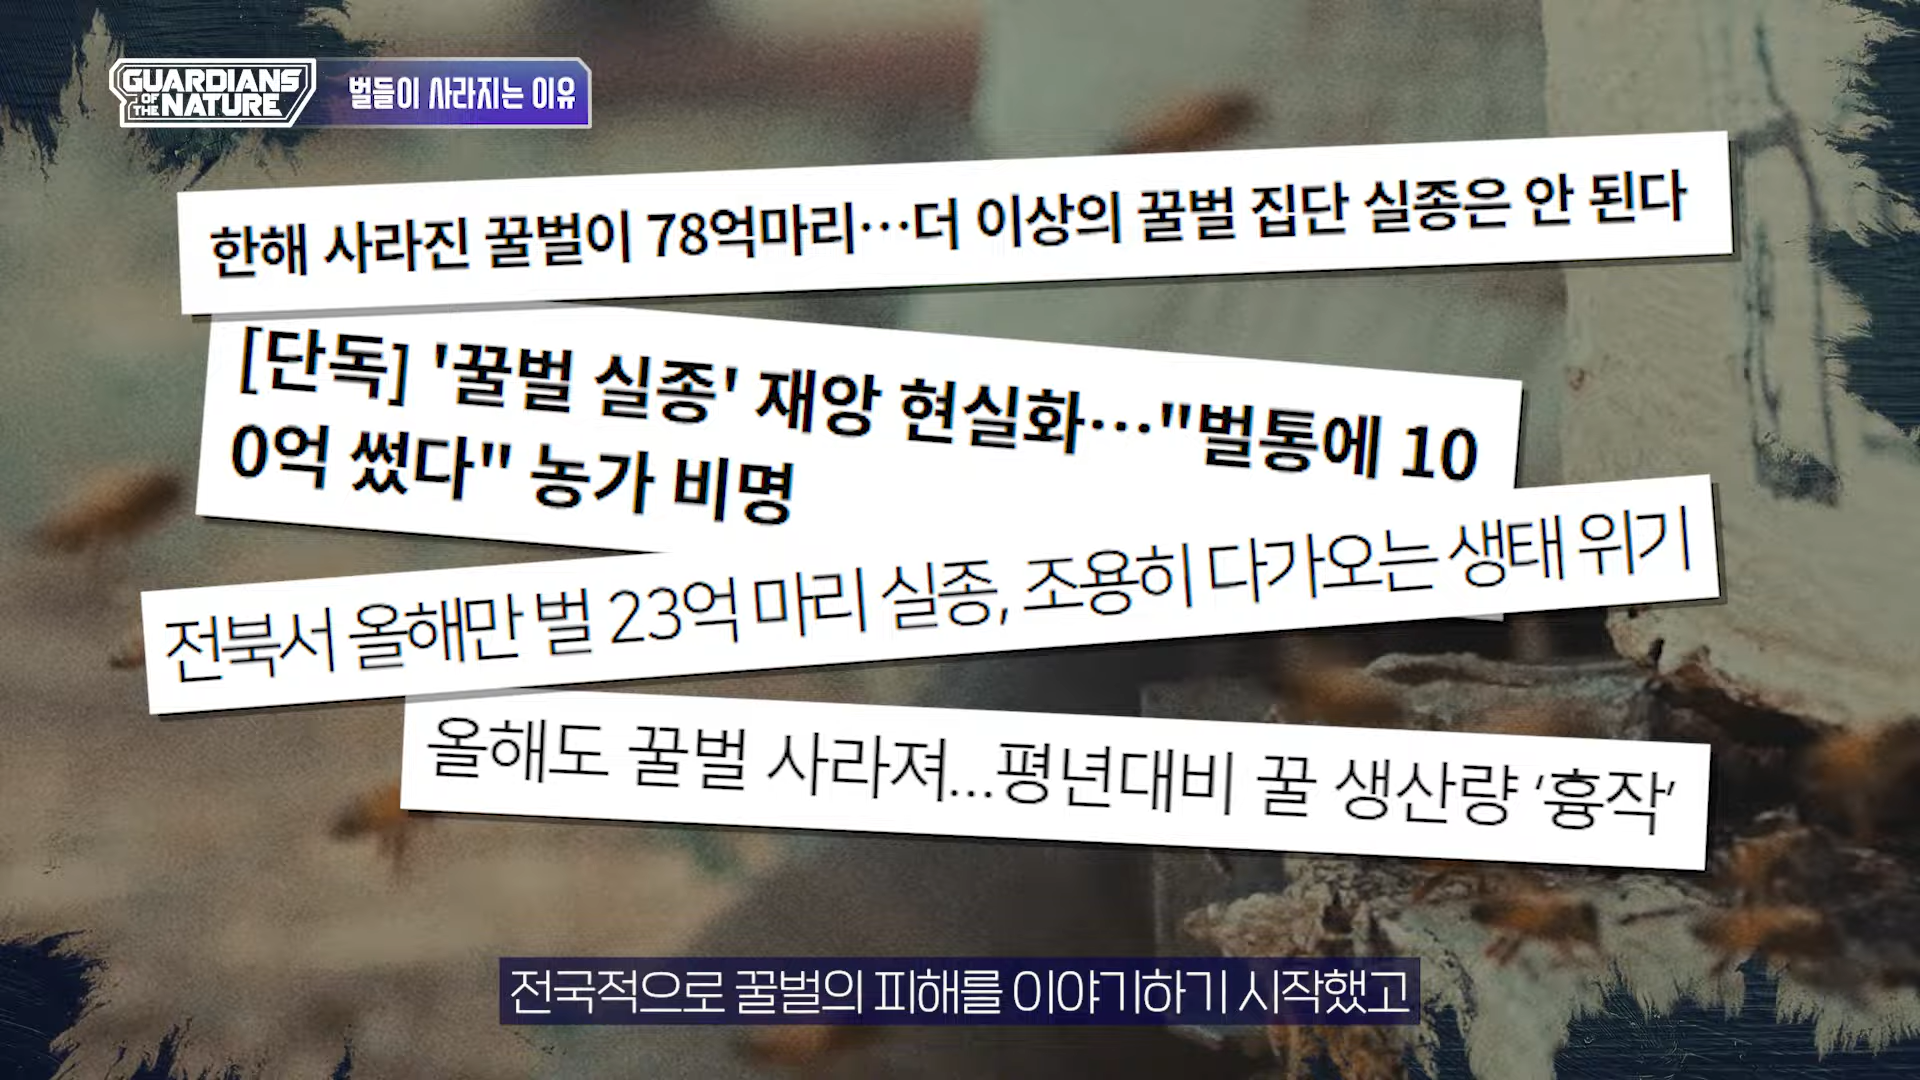 GUARDIANS
OF
THE NATURE
벌들이 사라지는 이유
한해 사라진 꿀벌이 78억마리…더 이상의 꿀벌 집단 실종은 안 된다
[단독] '꿀벌 실종' 재앙 현실화…"벌통에 10
0억 썼다" 농가 비명
전북서 올해만 벌 23억 마리 실종, 조용히 다가오는 생태 위기
올해도 꿀벌 사라져...평년대비 꿀 생산량 ‘흉작’
전국적으로 꿀벌의 피해를 이야기하기 시작했고